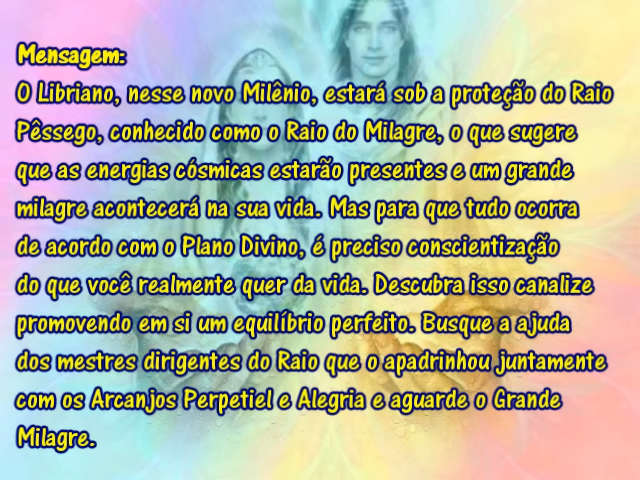 Mensagem:
O Libriano, nesse novo Milênio, estará sob a proteção do Raio
Pêssego, conhecido como o Raio do Milagre, o que sugere
que as energias cósmicas estarão presentes e um grande
milagre acontecerá na sua vida. Mas para que tudo ocorra
de acordo com o Plano Divino, é preciso conscientização
do que você realmente quer da vida. Descubra isso canalize
promovendo em si um equilíbrio perfeito. Busque a ajuda
dos mestres dirigentes do Raio que o apadrinhou juntamente
com os Arcanjos Perpetiel e Alegria e aguarde o Grande
Milagre.